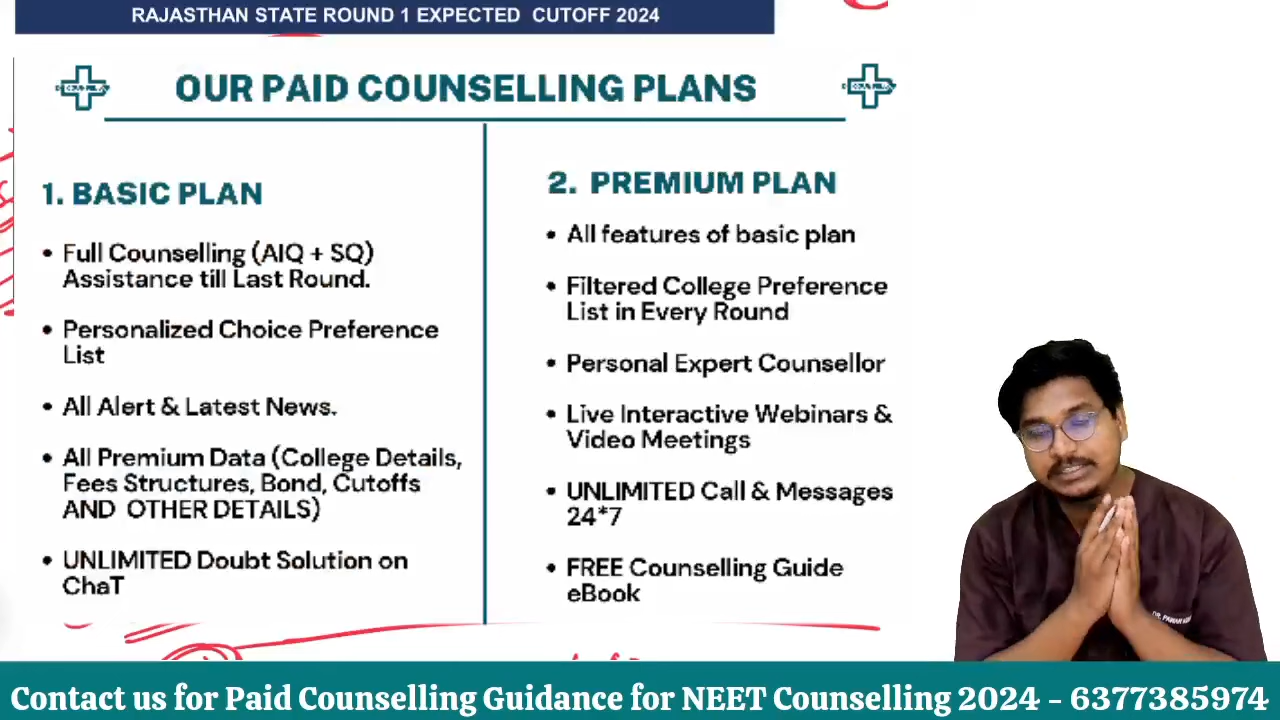 RAJASTHAN STATE ROUND 1 EXPECTED CUTOFF 2024
OUR PAID COUNSELLING PLANS
1. BASIC PLAN
• Full Counselling (AIQ + SQ)
Assistance till Last Round.
• Personalized Choice Preference
List
• All Alert & Latest News.
• All Premium Data (College Details,
Fees Structures, Bond, Cutoffs
AND OTHER DETAILS)
• UNLIMITED Doubt Solution on
ChaT
2. PREMIUM PLAN
• All features of basic plan
• Filtered College Preference
List in Every Round
• Personal Expert Counsellor
• Live Interactive Webinars &
Video Meetings
• UNLIMITED Call & Messages
24*7
• FREE Counselling Guide
eBook
DR. PAWAN
Contact us for Paid Counselling Guidance for NEET Counselling 2024 - 6377385974